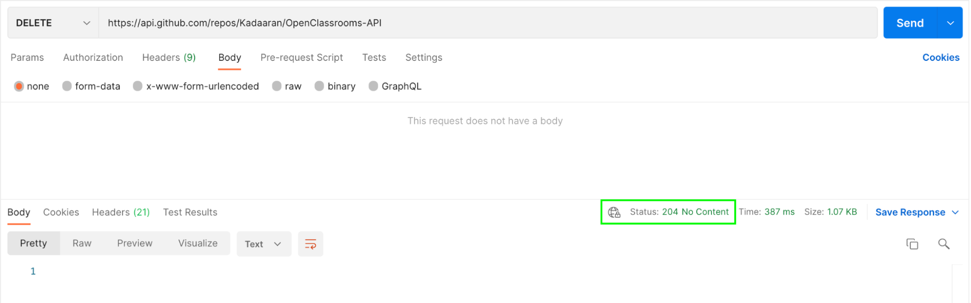 DELETE https://api.github.com/repos/Kadaaran/OpenClassrooms-API Send
Params Authorization Headers (9) Body Pre-request Script Tests Settings Cookies
none form-data x-www-form-urlencoded raw binary GraphQL
This request does not have a body
Body Cookies Headers (21) Test Results Status: 204 No Content Time: 387 ms Size: 1.07 KB Save Response
Pretty Raw Preview Visualize Text
1